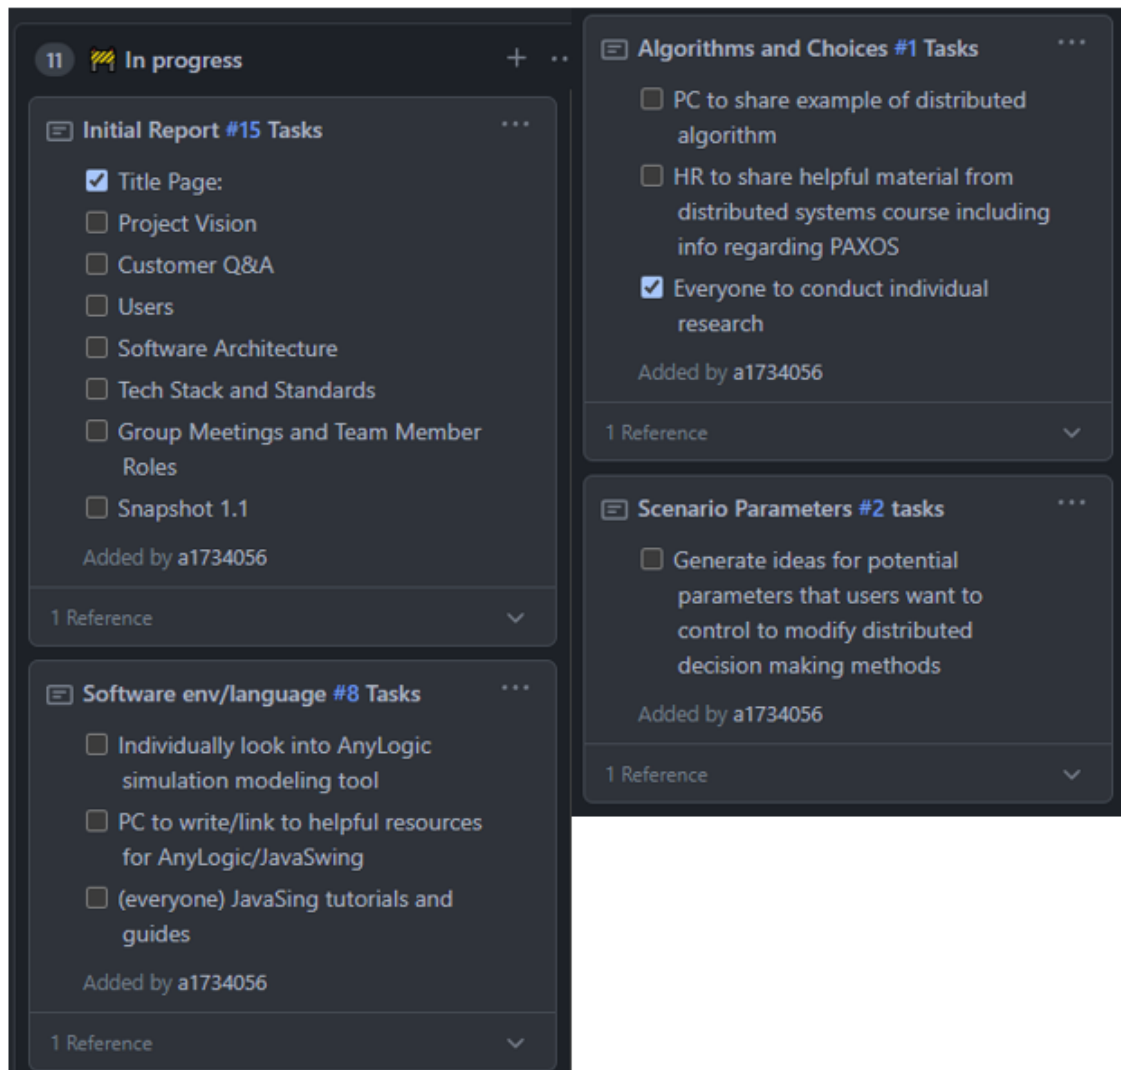 11 🚧 In progress + ..
Initial Report #15 Tasks ...
Title Page:
Project Vision
Customer Q&A
Users
Software Architecture
Tech Stack and Standards
Group Meetings and Team Member
Roles
Snapshot 1.1
Added by a1734056
1 Reference
Software env/language #8 Tasks ...
Individually look into AnyLogic
simulation modeling tool
PC to write/link to helpful resources
for AnyLogic/JavaSwing
(everyone) JavaSing tutorials and
guides
Added by a1734056
1 Reference
Algorithms and Choices #1 Tasks ...
PC to share example of distributed
algorithm
HR to share helpful material from
distributed systems course including
info regarding PAXOS
Everyone to conduct individual
research
Added by a1734056
1 Reference
Scenario Parameters #2 tasks ...
Generate ideas for potential
parameters that users want to
control to modify distributed
decision making methods
Added by a1734056
1 Reference